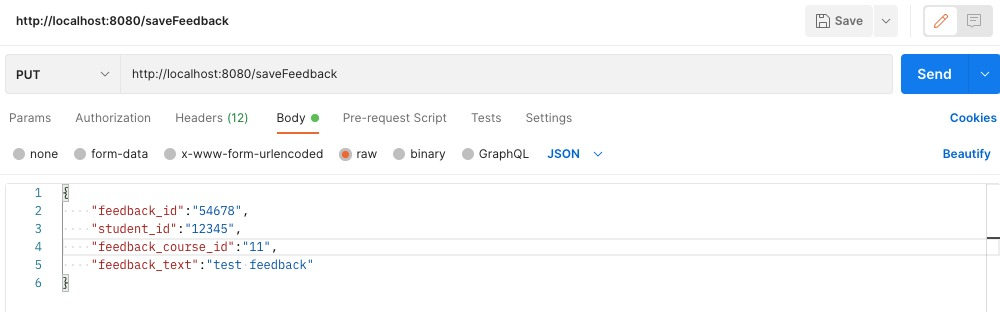 http://localhost:8080/saveFeedback
Save
PUT
http://localhost:8080/saveFeedback
Send
Params Authorization Headers (12) Body Pre-request Script Tests Settings Cookies
none form-data x-www-form-urlencoded raw binary GraphQL JSON Beautify
1 {
2 "feedback_id":"54678",
3 "student_id":"12345",
4 "feedback_course_id":"11",
5 "feedback_text":"test feedback"
6 }